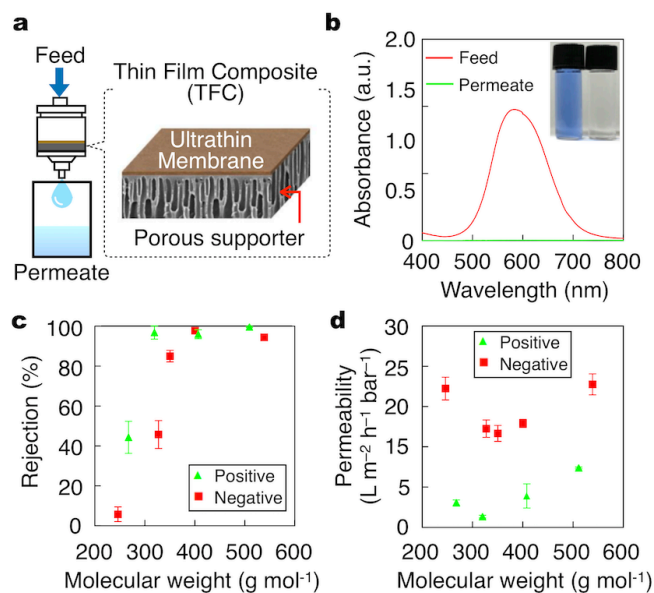 a
Feed
Thin Film Composite
(TFC)
Ultrathin
Membrane
Porous supporter
Permeate
b
Absorbance (a.u.)
2.0
1.5
0.5
0
Feed
Permeate
400 500 600 700 800
Wavelength (nm)
c
Rejection (%)
100
80
60
40
20
0
Positive
Negative
200 300 400 500 600
Molecular weight (g mol⁻¹)
d
Permeability
(L m⁻² h⁻¹ bar⁻¹)
30
25
20
15
5
0
Positive
Negative
200 300 400 500 600
Molecular weight (g mol⁻¹)